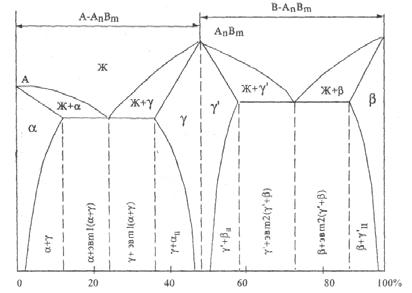 A-AnBm
B-AnBm
Ж
AnBm
A
Ж+α
Ж+γ
Ж+γ'
Ж+β
α
γ
γ'
β
α+γ
α+эвт1(α+γ)
γ+ эвт1(α+γ)
γ+αII
γ'+βII
γ'+эвт2(γ'+β)
β+эвт2(γ'+β)
β+γ'II
0 20 40 60 80 100%